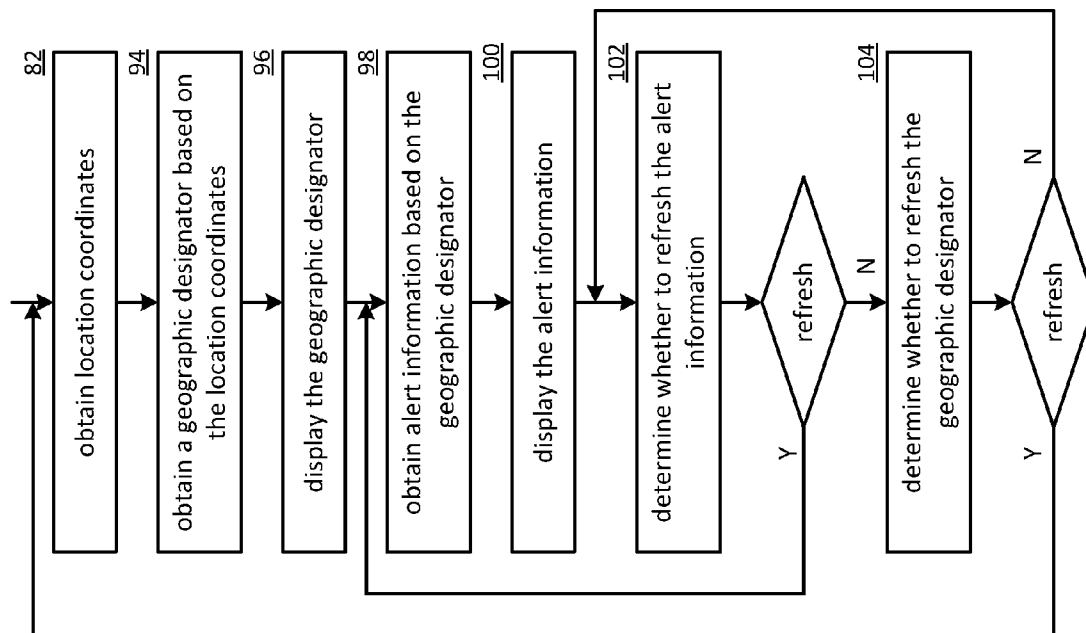 82
obtain location coordinates
94
obtain a geographic designator based on
the location coordinates
96
display the geographic designator
98
obtain alert information based on the
geographic designator
100
display the alert information
102
determine whether to refresh the alert
information
refresh
Y
N
104
determine whether to refresh the
geographic designator
refresh
Y
N